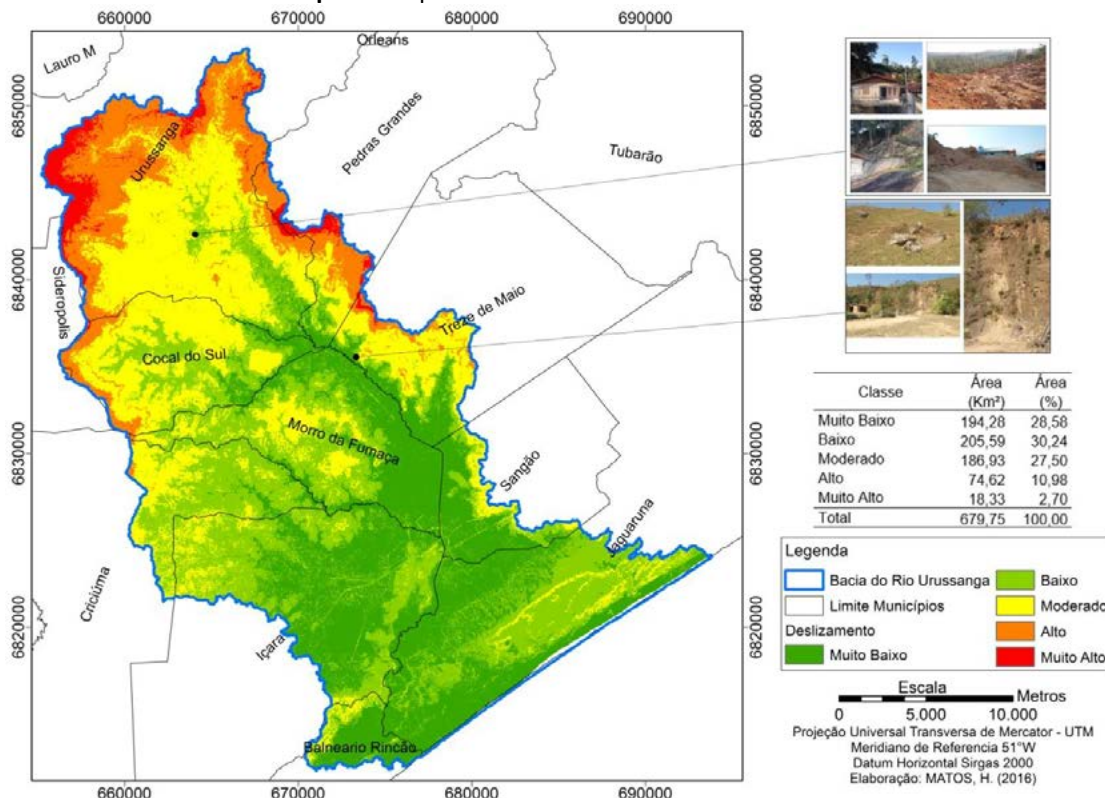 660000 670000 680000 690000
Lauro M
Orleans
6850000
6850000
Urussanga
Pedras Grandes
Tubarão
6840000
6840000
Sideropolis
Treze de Maio
Cocal do Sul
Morro da Fumaça
6830000
6830000
Sangão
Jaguaruna
Criciúma
6820000
6820000
Içara
Balneario Rincão
660000 670000 680000 690000
Classe Área (Km²) Área (%)
Muito Baixo 194,28 28,58
Baixo 205,59 30,24
Moderado 186,93 27,50
Alto 74,62 10,98
Muito Alto 18,33 2,70
Total 679,75 100,00
Legenda
Bacia do Rio Urussanga
Limite Municípios
Deslizamento
Muito Baixo
Baixo
Moderado
Alto
Muito Alto
Escala
Metros
0 5.000 10.000
Projeção Universal Transversa de Mercator - UTM
Meridiano de Referencia 51°W
Datum Horizontal Sirgas 2000
Elaboração: MATOS, H. (2016)